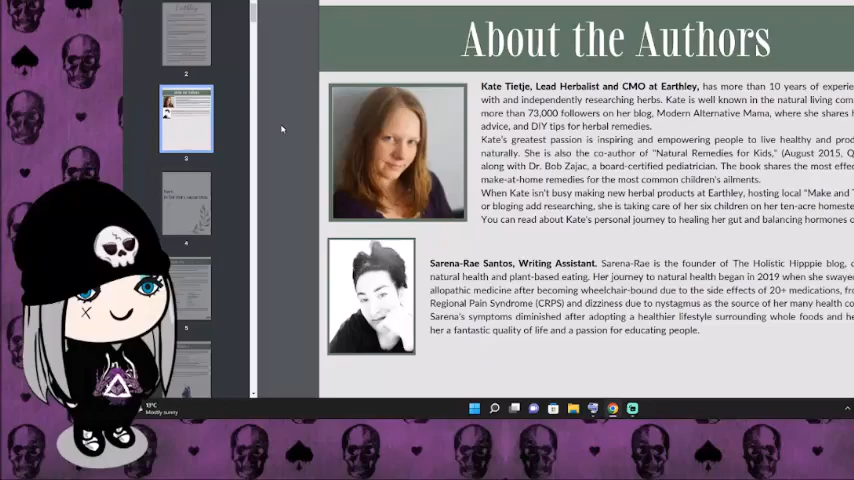 About the Authors
Kate Tietje, Lead Herbalist and CMO at Earthley, has more than 10 years of experie
with and independently researching herbs. Kate is well known in the natural living com
more than 73,000 followers on her blog, Modern Alternative Mama, where she shares h
advice, and DIY tips for herbal remedies.
Kate's greatest passion is inspiring and empowering people to live healthy and prod
naturally. She is also the co-author of "Natural Remedies for Kids," (August 2015, Q
along with Dr. Bob Zajac, a board-certified pediatrician. The book shares the most effe
make-at-home remedies for the most common children's ailments.
When Kate isn't busy making new herbal products at Earthley, hosting local "Make and T
or bloging add researching, she is taking care of her six children on her ten-acre homeste
You can read about Kate's personal journey to healing her gut and balancing hormones o
Sarena-Rae Santos, Writing Assistant. Sarena-Rae is the founder of The Holistic Hipppie blog,
natural health and plant-based eating. Her journey to natural health began in 2019 when she swaye
allopathic medicine after becoming wheelchair-bound due to the side effects of 20+ medications, fro
Regional Pain Syndrome (CRPS) and dizziness due to nystagmus as the source of her many health co
Sarena's symptoms diminished after adopting a healthier lifestyle surrounding whole foods and he
her a fantastic quality of life and a passion for educating people.
2
3
4
5
Mostly sunny